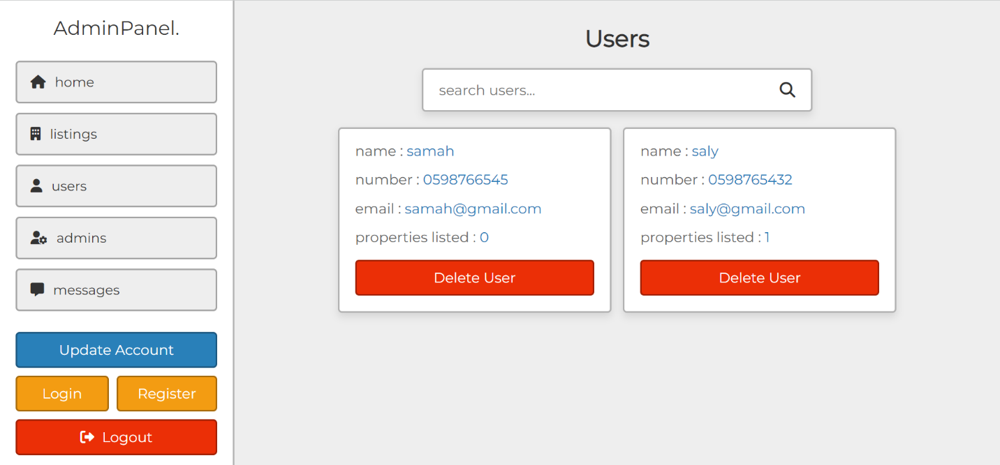 AdminPanel.
home
listings
users
admins
messages
Update Account
Login
Register
Logout
Users
search users...
name : samah
number : 0598766545
email : samah@gmail.com
properties listed : 0
Delete User
name : saly
number : 0598765432
email : saly@gmail.com
properties listed : 1
Delete User